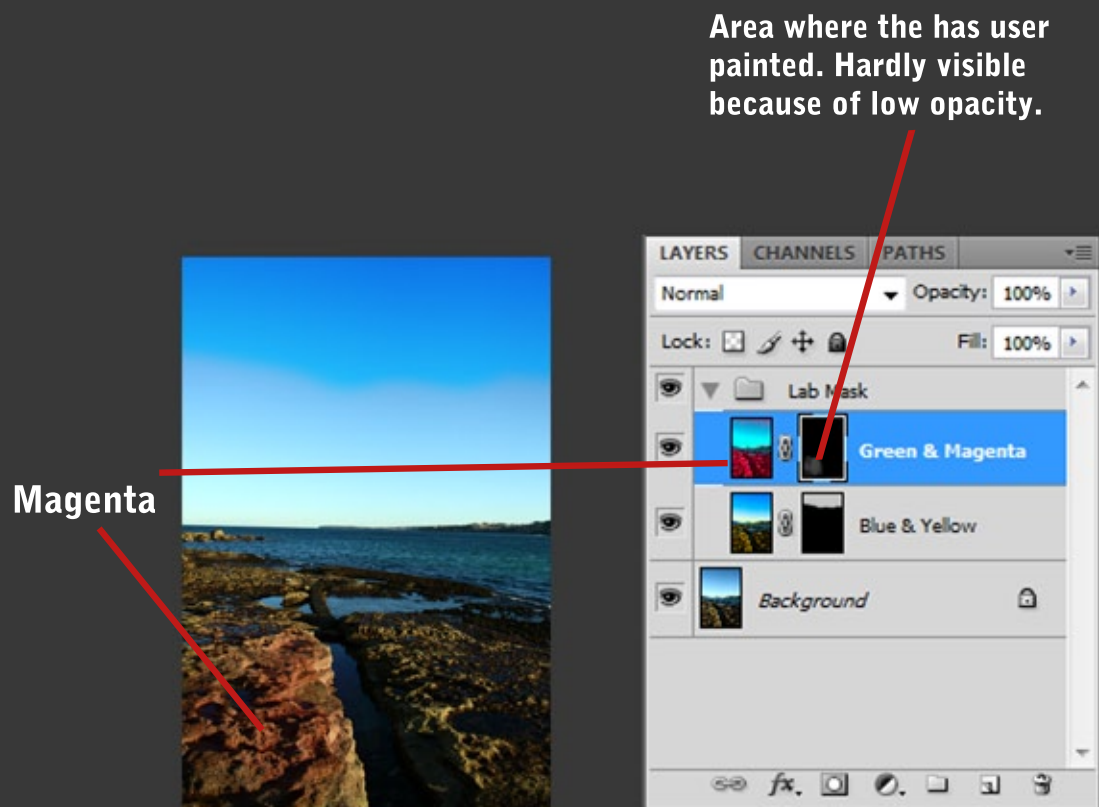 Area where the has user
painted. Hardly visible
because of low opacity.
LAYERS CHANNELS PATHS
Normal Opacity: 100%
Lock: Fill: 100%
Lab Mask
Green & Magenta
Magenta
Blue & Yellow
Background
fx.